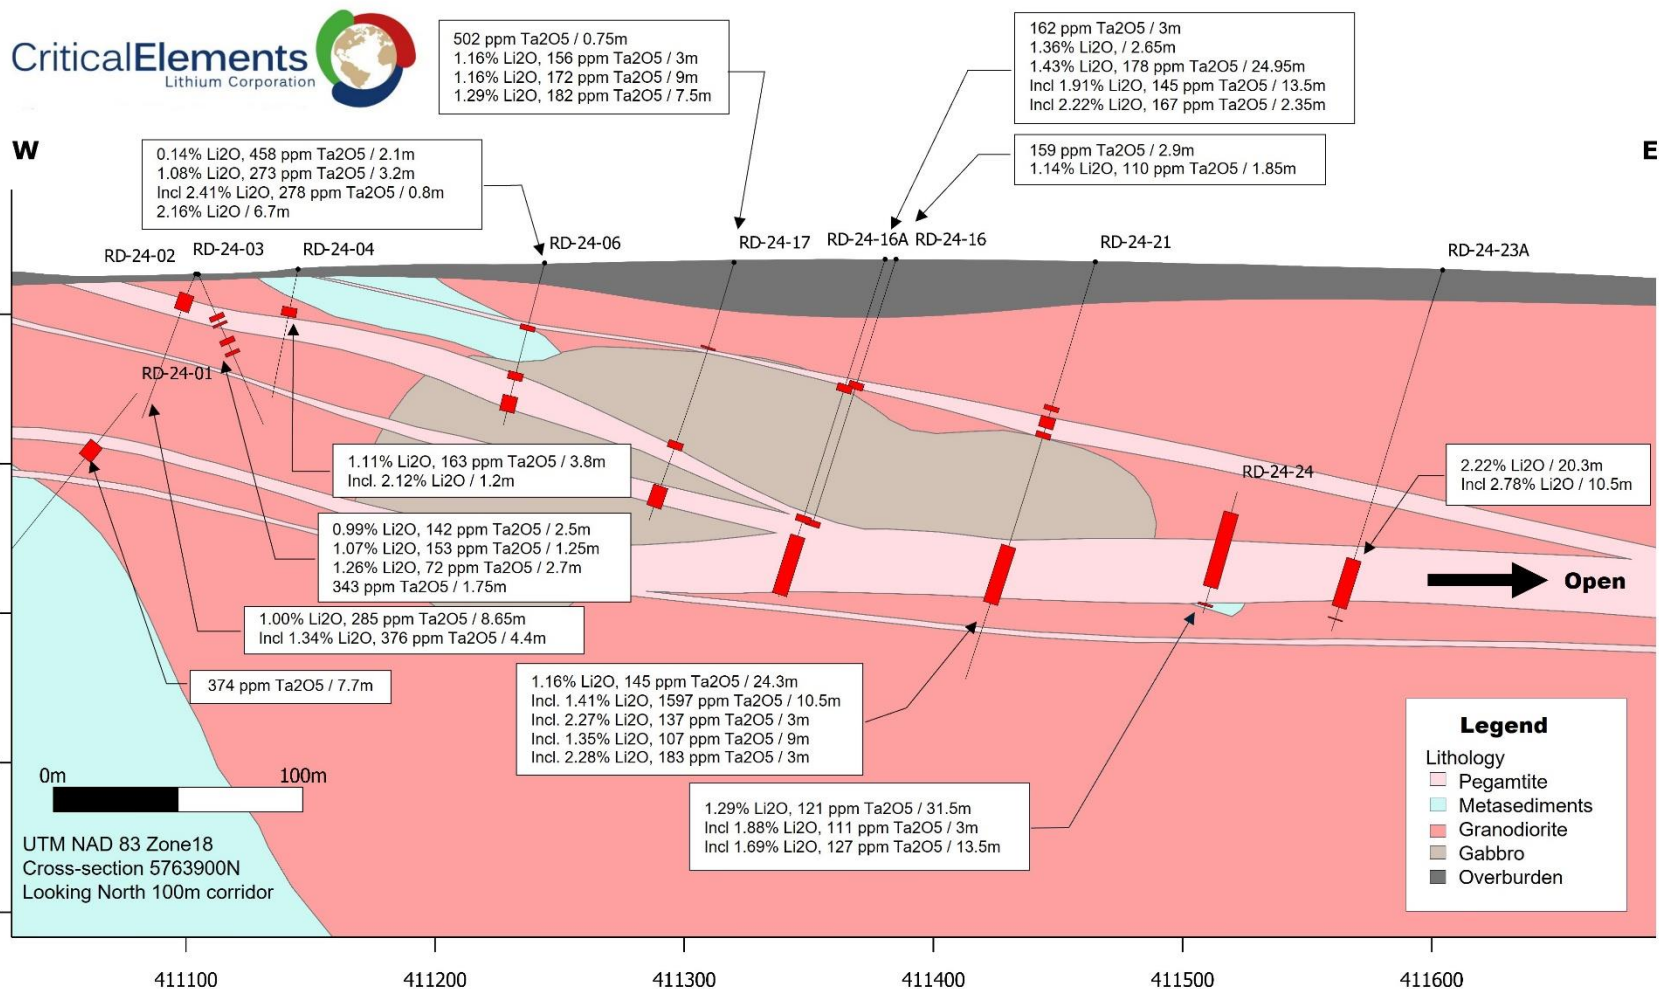 CriticalElements
Lithium Corporation
502 ppm Ta2O5 / 0.75m
1.16% Li2O, 156 ppm Ta2O5 / 3m
1.16% Li2O, 172 ppm Ta2O5 / 9m
1.29% Li2O, 182 ppm Ta2O5 / 7.5m
162 ppm Ta2O5 / 3m
1.36% Li2O, / 2.65m
1.43% Li2O, 178 ppm Ta2O5 / 24.95m
Incl 1.91% Li2O, 145 ppm Ta2O5 / 13.5m
Incl 2.22% Li2O, 167 ppm Ta2O5 / 2.35m
W
E
0.14% Li2O, 458 ppm Ta2O5 / 2.1m
1.08% Li2O, 273 ppm Ta2O5 / 3.2m
Incl 2.41% Li2O, 278 ppm Ta2O5 / 0.8m
2.16% Li2O / 6.7m
159 ppm Ta2O5 / 2.9m
1.14% Li2O, 110 ppm Ta2O5 / 1.85m
RD-24-02
RD-24-03
RD-24-04
RD-24-06
RD-24-17
RD-24-16A
RD-24-16
RD-24-21
RD-24-23A
RD-24-01
1.11% Li2O, 163 ppm Ta2O5 / 3.8m
Incl. 2.12% Li2O / 1.2m
RD-24-24
2.22% Li2O / 20.3m
Incl 2.78% Li2O / 10.5m
0.99% Li2O, 142 ppm Ta2O5 / 2.5m
1.07% Li2O, 153 ppm Ta2O5 / 1.25m
1.26% Li2O, 72 ppm Ta2O5 / 2.7m
343 ppm Ta2O5 / 1.75m
Open
1.00% Li2O, 285 ppm Ta2O5 / 8.65m
Incl 1.34% Li2O, 376 ppm Ta2O5 / 4.4m
374 ppm Ta2O5 / 7.7m
1.16% Li2O, 145 ppm Ta2O5 / 24.3m
Incl. 1.41% Li2O, 1597 ppm Ta2O5 / 10.5m
Incl. 2.27% Li2O, 137 ppm Ta2O5 / 3m
Incl. 1.35% Li2O, 107 ppm Ta2O5 / 9m
Incl. 2.28% Li2O, 183 ppm Ta2O5 / 3m
1.29% Li2O, 121 ppm Ta2O5 / 31.5m
Incl 1.88% Li2O, 111 ppm Ta2O5 / 3m
Incl 1.69% Li2O, 127 ppm Ta2O5 / 13.5m
Legend
Lithology
Pegamtite
Metasediments
Granodiorite
Gabbro
Overburden
0m
100m
UTM NAD 83 Zone18
Cross-section 5763900N
Looking North 100m corridor
411100
411200
411300
411400
411500
411600